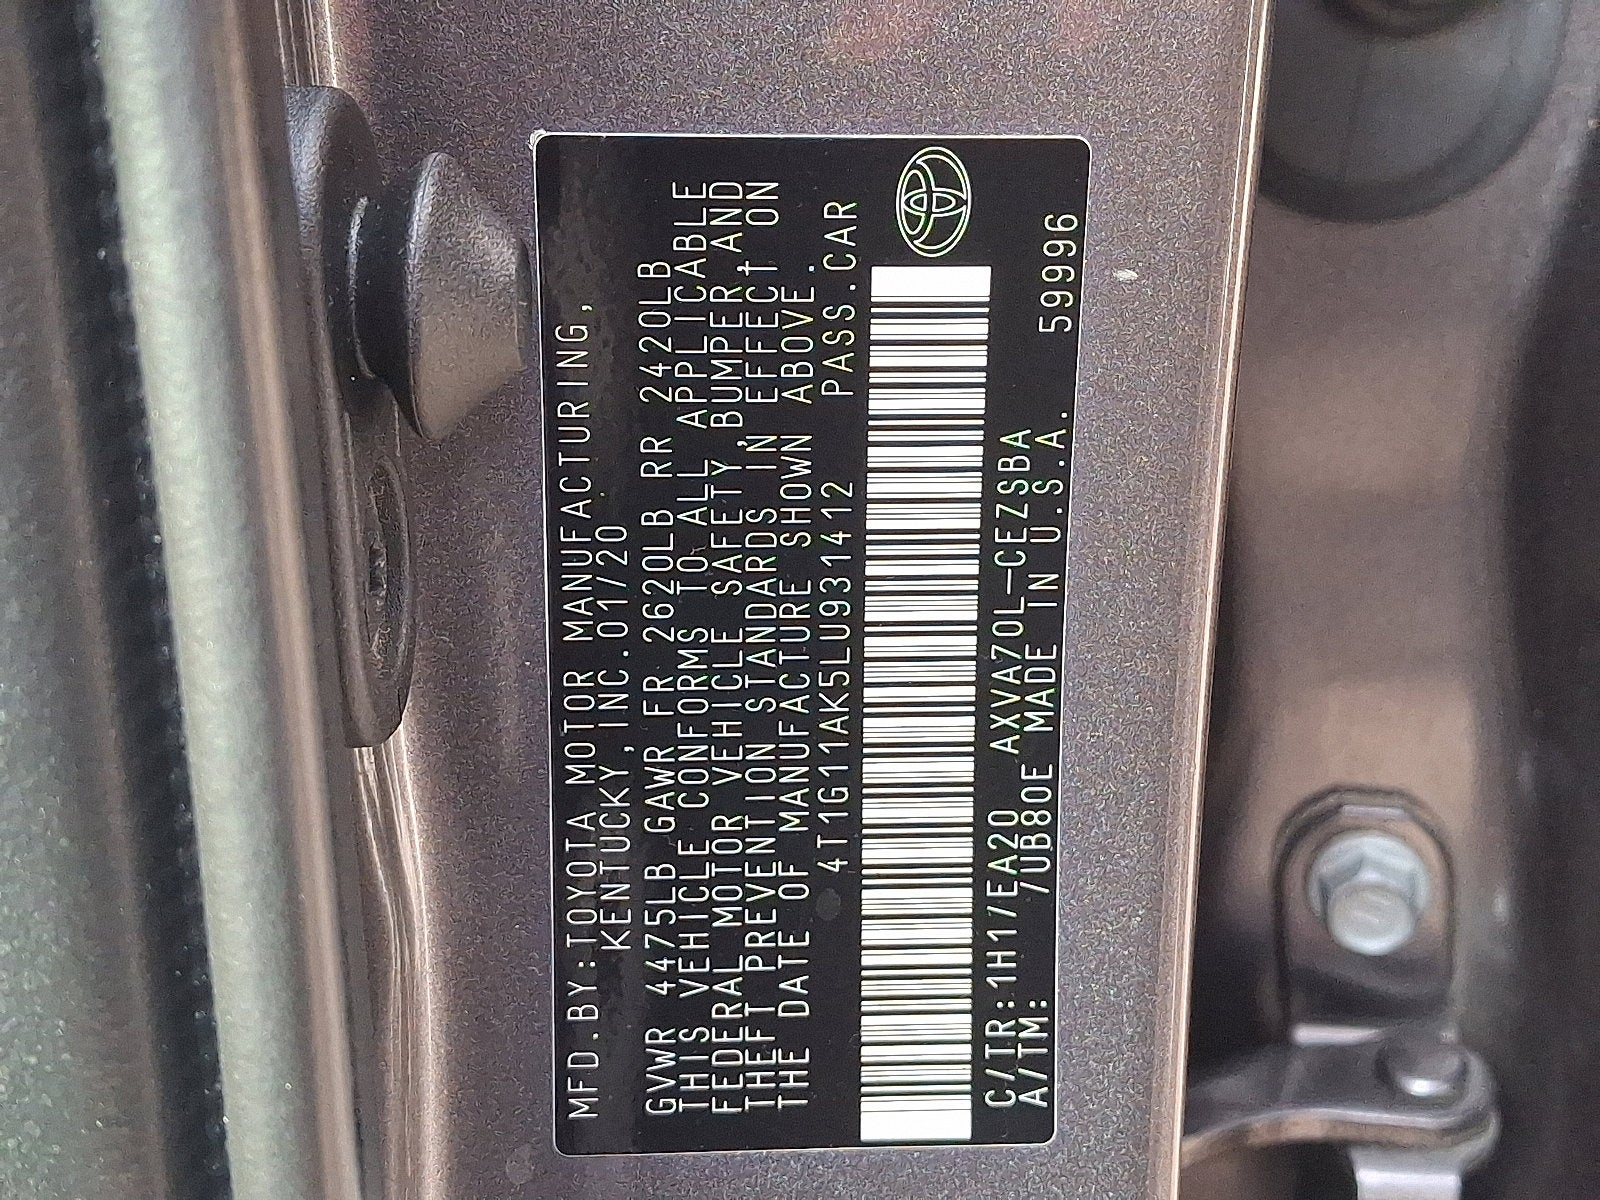 MFD.BY:TOYOTA MOTOR MANUFACTURING,
KENTUCKY,INC.01/20
GVWR 4475LB GAWR FR 2620LB RR 2420LB
THIS VEHICLE CONFORMS TO ALL APPLICABLE
FEDERAL MOTOR VEHICLE SAFETY,BUMPER,AND
THEFT PREVENTION STANDARDS IN EFFECT ON
THE DATE OF MANUFACTURE SHOWN ABOVE.
4T1G11AK5LU931412 PASS.CAR
C/TR:1H17EA20 AXVA70L-CEZSBA 59996
A/TM: /UB80E MADE IN U.S.A.